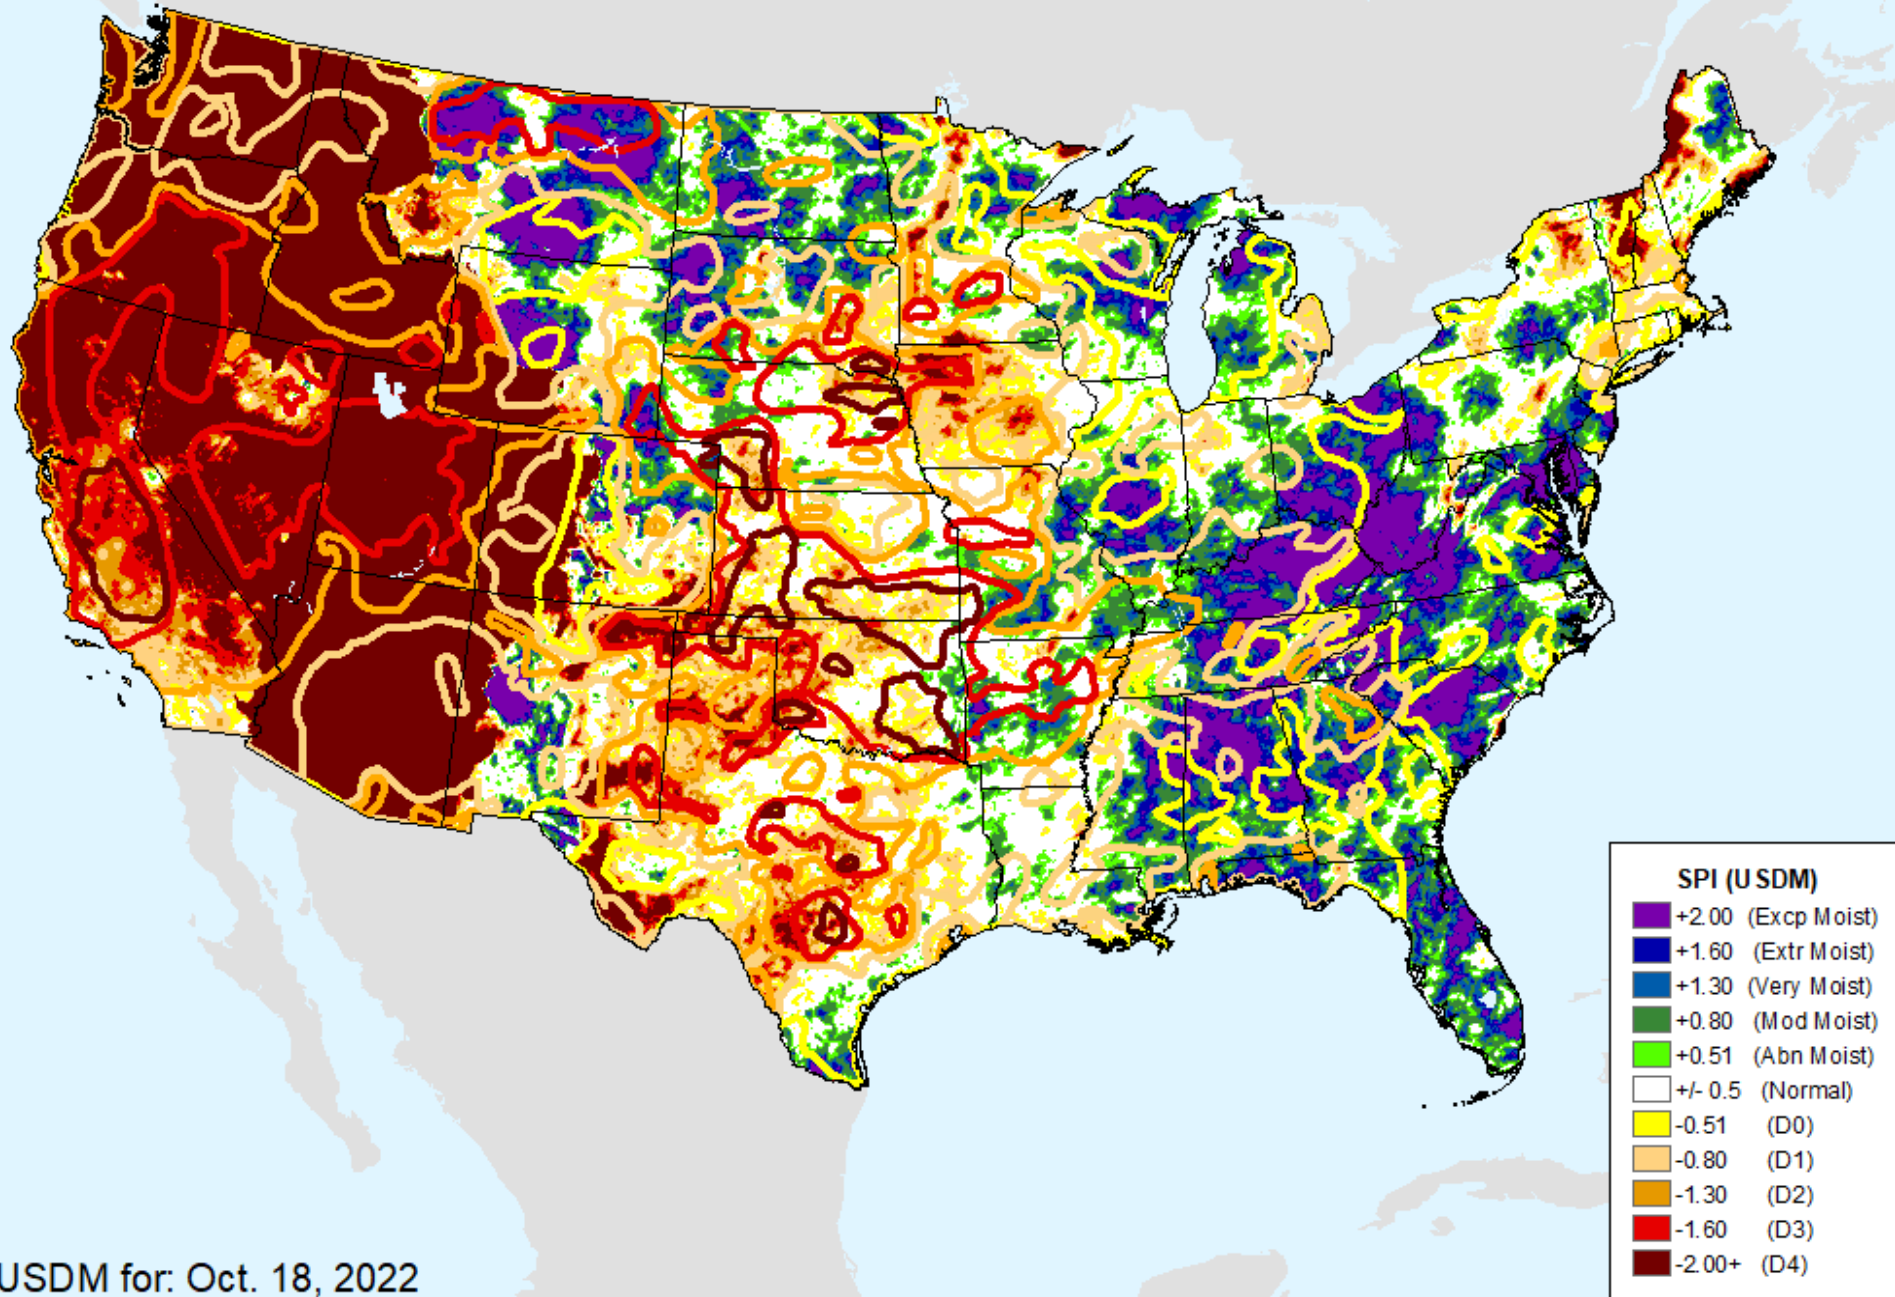 SPI (USDM)
+2.00 (Excp Moist)
+1.60 (Extr Moist)
+1.30 (Very Moist)
+0.80 (Mod Moist)
+0.51 (Abn Moist)
+/- 0.5 (Normal)
-0.51 (D0)
-0.80 (D1)
-1.30 (D2)
-1.60 (D3)
-2.00+ (D4)
USDM for: Oct. 18, 2022